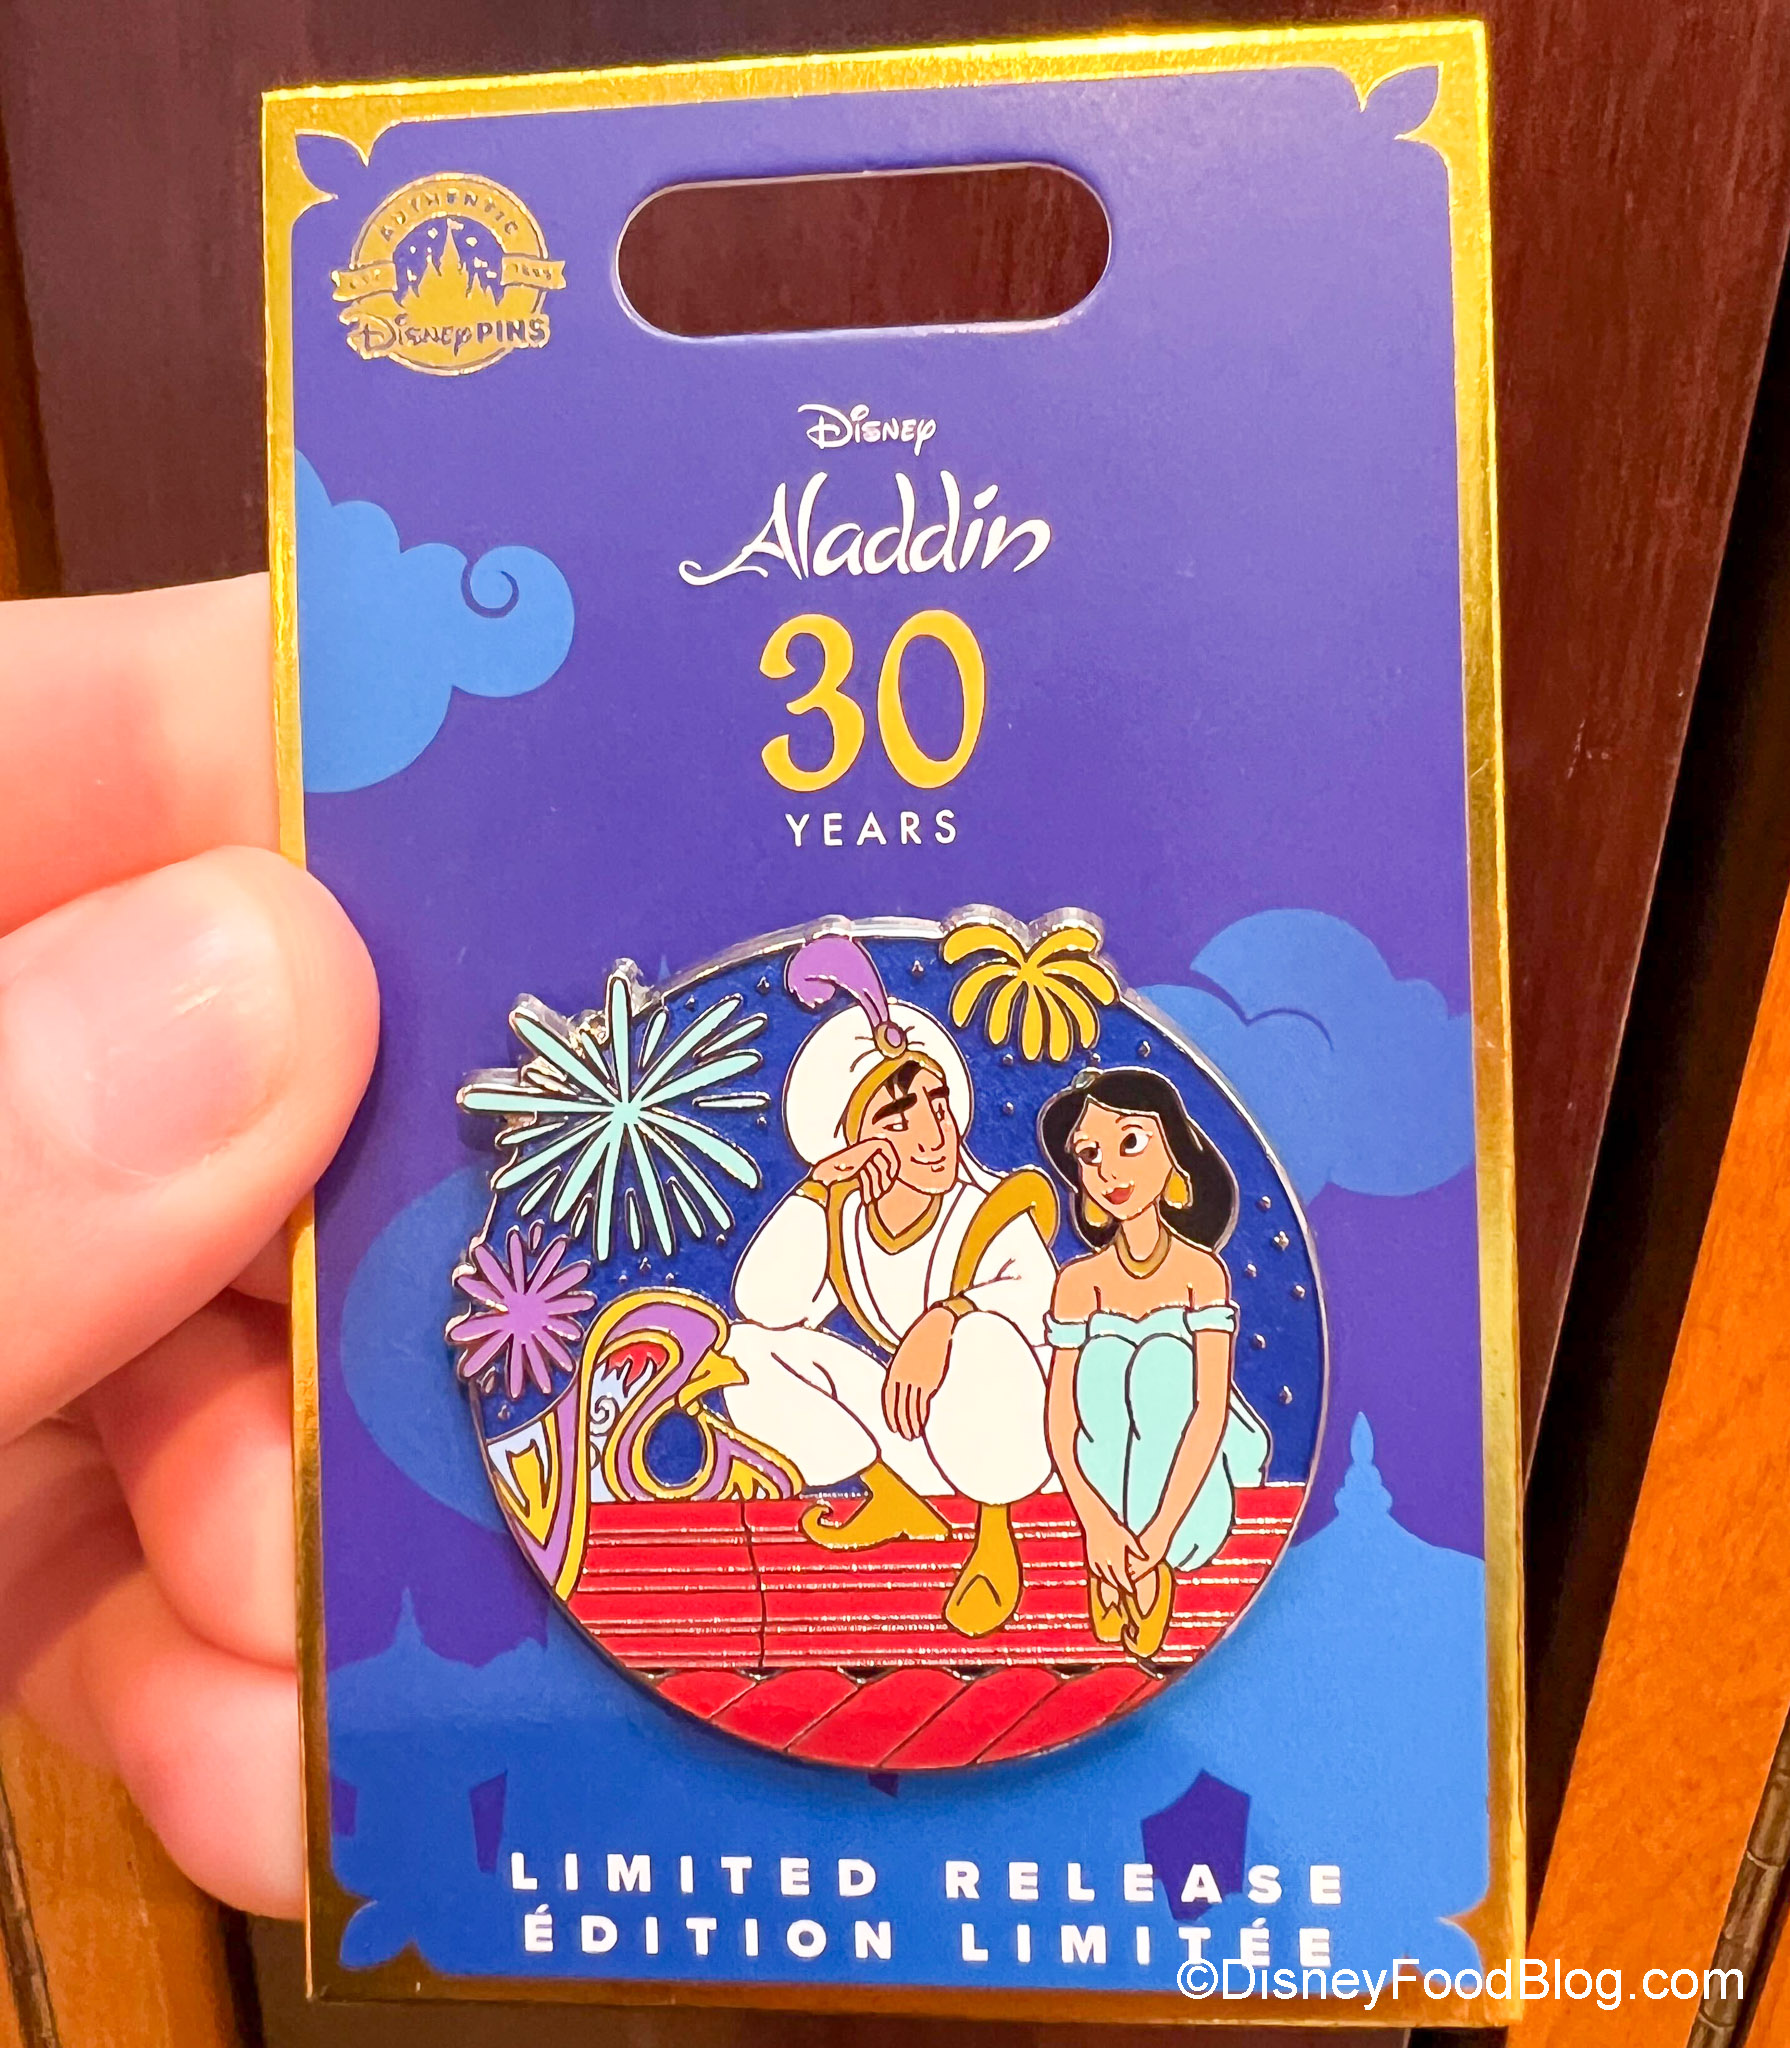 AUTHENTIC
Disney PINS
Disney
Aladdin
30
YEARS
LIMITED RELEASE
ÉDITION LIMITÉE
©DisneyFoodBlog.com